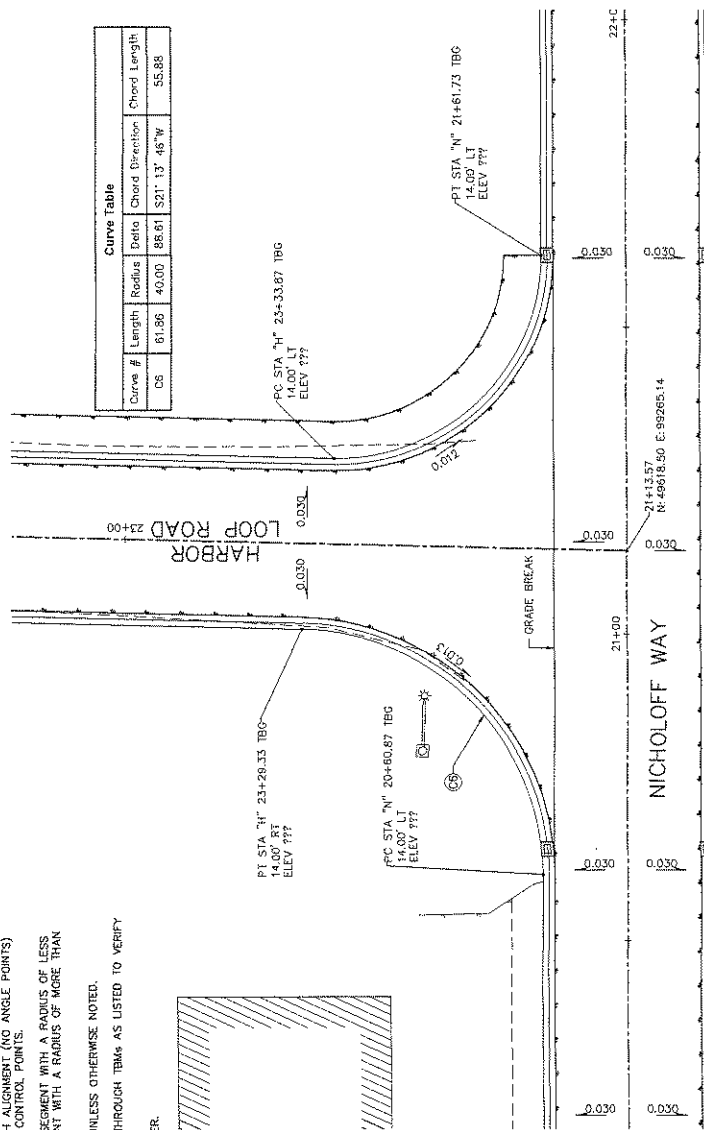 H ALIGNMENT (NO ANGLE POINTS)
CONTROL POINTS.
SEGMENT WITH A RADIUS OF LESS
NT WITH A RADIUS OF MORE THAN
NLESS OTHERWISE NOTED.
THROUGH TBMs AS LISTED TO VERIFY
ER.
Curve Table
Curve # Length Radius Delta Chord Direction Chord Length
C6 61.86 40.00 88.61 S21° 13' 46"W 55.88
PC STA "H" 23+33.87 TBG
14.00' LT
ELEV ???
PT STA "N" 21+61.73 TBG
14.00' LT
ELEV ???
HARBOR
LOOP ROAD
23+00
0.030
0.030
0.012
0.013
PT STA "H" 23+29.33 TBG
14.00' RT
ELEV ???
PC STA "N" 20+60.87 TBG
14.00' LT
ELEV ???
C6
GRADE BREAK
0.030
0.030
0.030
0.030
0.030
0.030
0.030
0.030
21+00
22+0
21+13.57
N: 49618.50 E: 99265.14
NICHOLOFF WAY